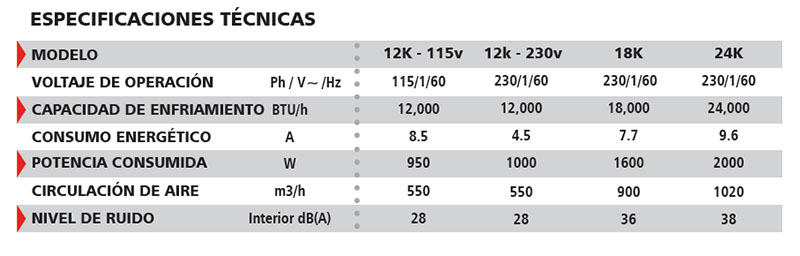 ESPECIFICACIONES TÉCNICAS
MODELO 12K - 115v 12k - 230v 18K 24K
VOLTAJE DE OPERACIÓN Ph / V~ /Hz 115/1/60 230/1/60 230/1/60 230/1/60
CAPACIDAD DE ENFRIAMIENTO BTU/h 12,000 12,000 18,000 24,000
CONSUMO ENERGÉTICO A 8.5 4.5 7.7 9.6
POTENCIA CONSUMIDA W 950 1000 1600 2000
CIRCULACIÓN DE AIRE m3/h 550 550 900 1020
NIVEL DE RUIDO Interior dB(A) 28 28 36 38